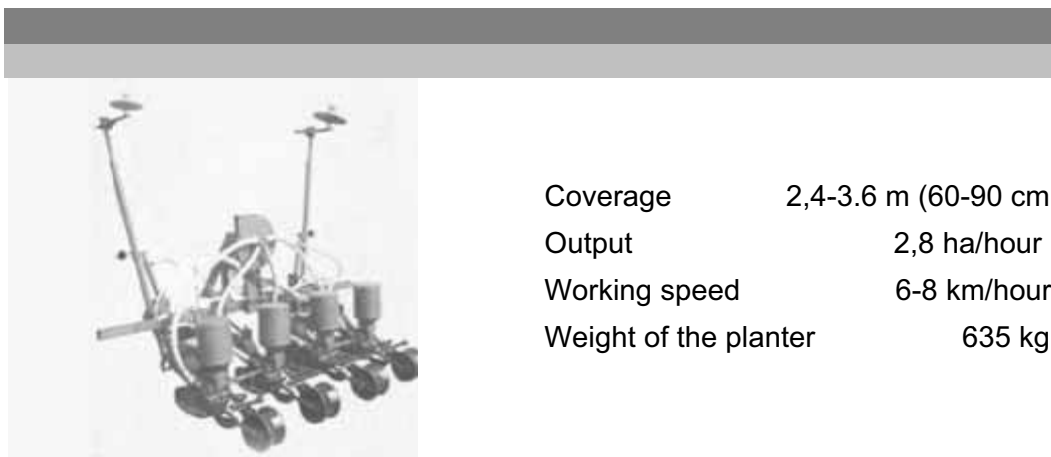 Coverage 2,4-3.6 m (60-90 cm
Output 2,8 ha/hour
Working speed 6-8 km/hour
Weight of the planter 635 kg